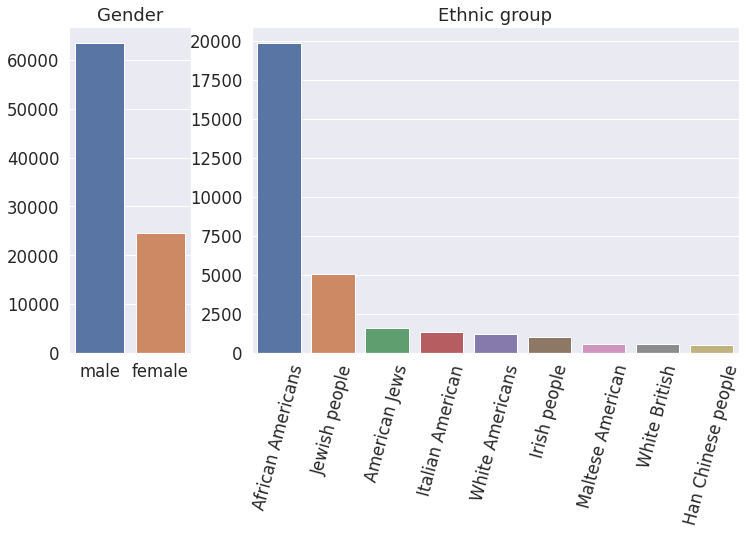 Gender
60000
50000
40000
30000
20000
10000
0
male female
Ethnic group
20000
17500
15000
12500
10000
7500
5000
2500
0
African Americans
Jewish people
American Jews
Italian American
White Americans
Irish people
Maltese American
White British
Han Chinese people